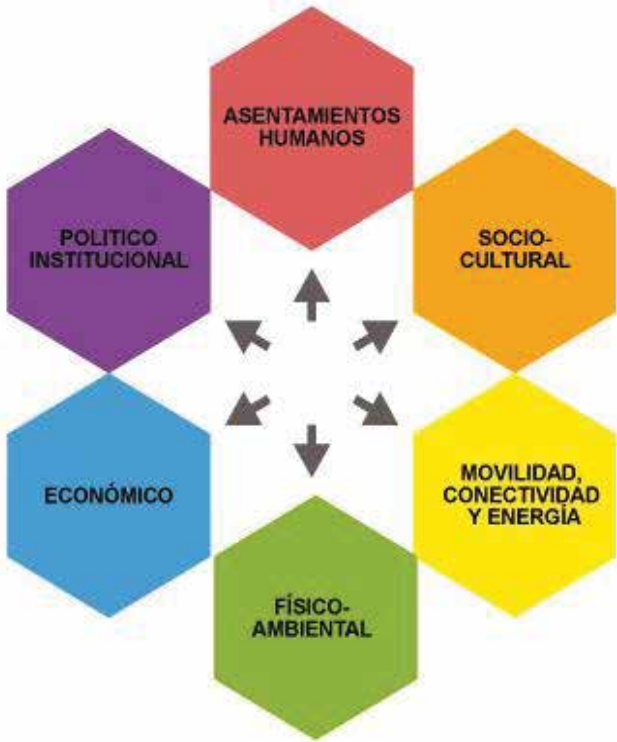 ASENTAMIENTOS
HUMANOS
POLITICO
INSTITUCIONAL
SOCIO-
CULTURAL
ECONÓMICO
MOVILIDAD,
CONECTIVIDAD
Y ENERGÍA
FÍSICO-
AMBIENTAL